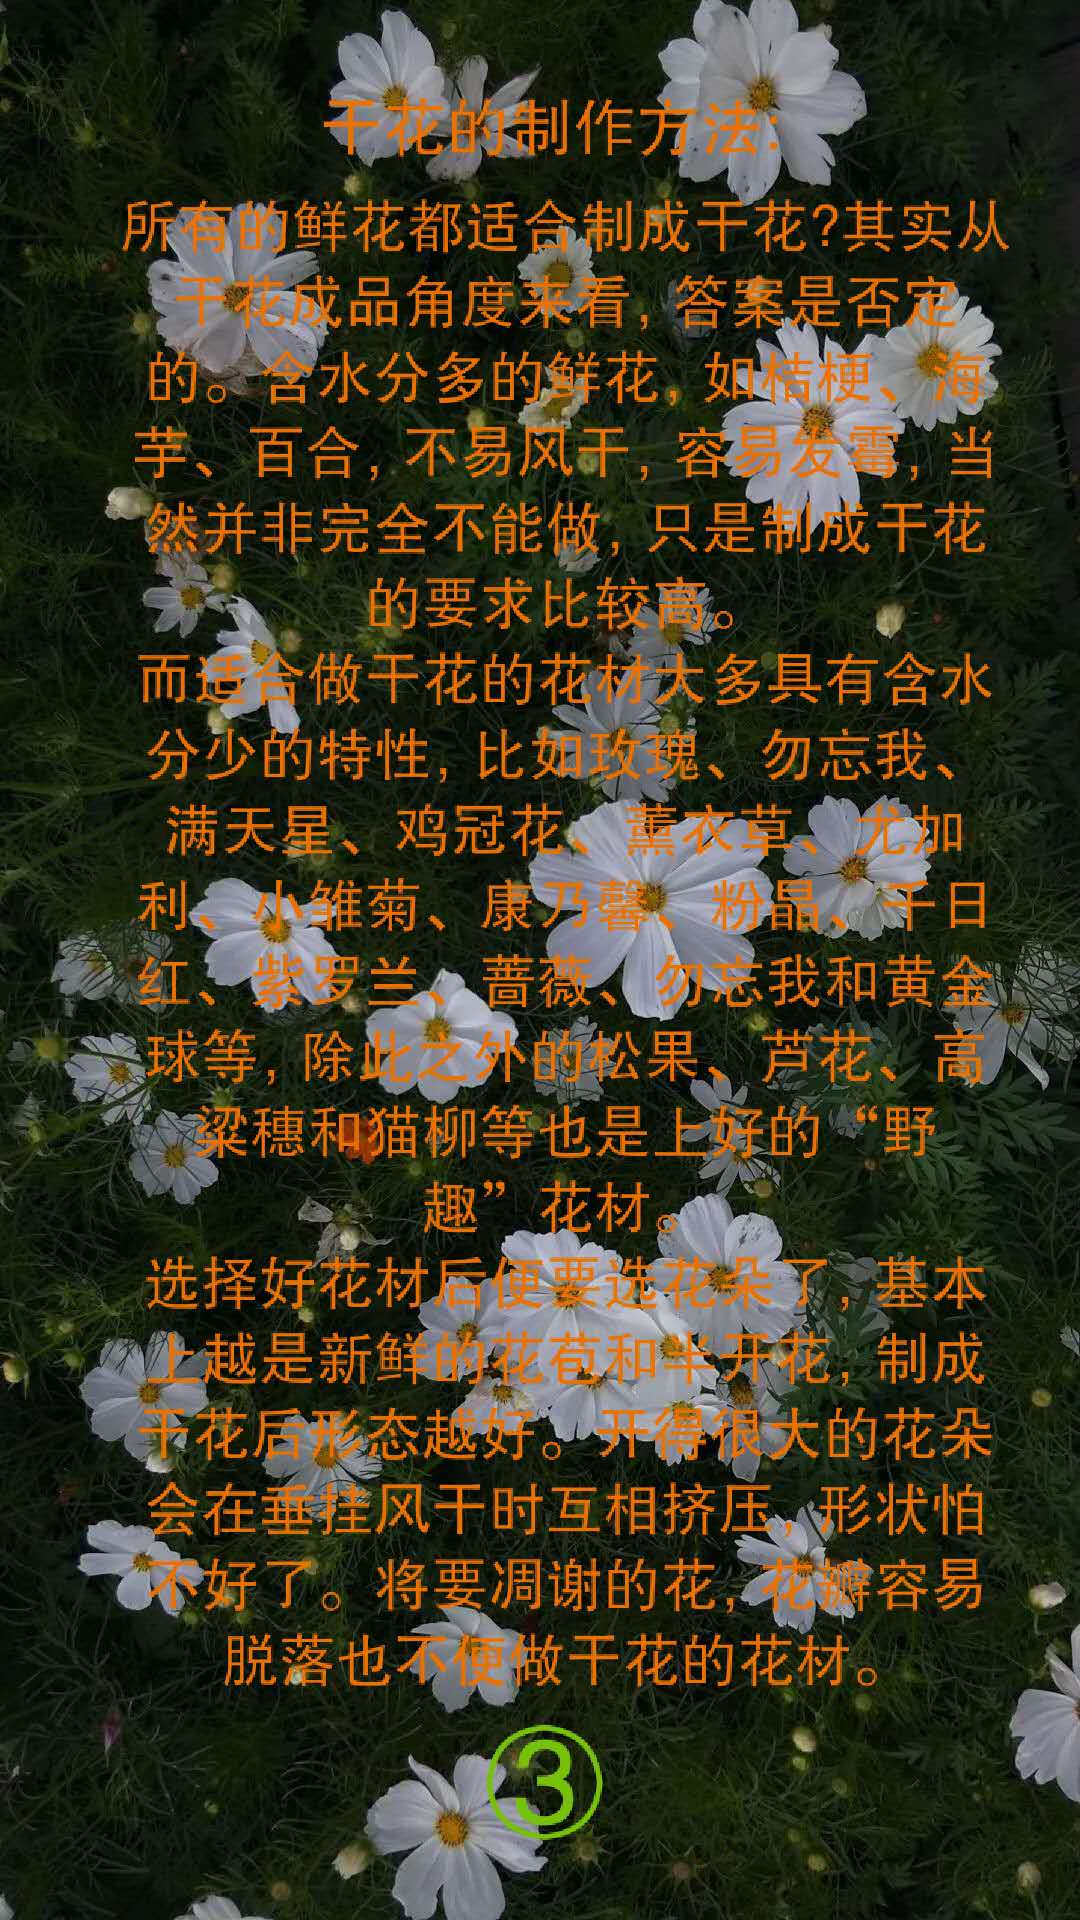 干花的制作方法:
所有的鲜花都适合制成干花?其实从
干花成品角度来看,答案是否定
的。含水分多的鲜花,如桔梗、海
芋、百合,不易风干,容易发霉,当
然并非完全不能做,只是制成干花
的要求比较高。
而适合做干花的花材大多具有含水
分少的特性,比如玫瑰、勿忘我、
满天星、鸡冠花、薰衣草、尤加
利、小雏菊、康乃馨、粉晶、千日
红、紫罗兰、蔷薇、勿忘我和黄金
球等,除此之外的松果、芦花、高
粱穗和猫柳等也是上好的“野
趣”花材。
选择好花材后便要选花朵了,基本
上越是新鲜的花苞和半开花,制成
干花后形态越好。开得很大的花朵
会在垂挂风干时互相挤压,形状怕
不好了。将要凋谢的花,花瓣容易
脱落也不便做干花的花材。
③